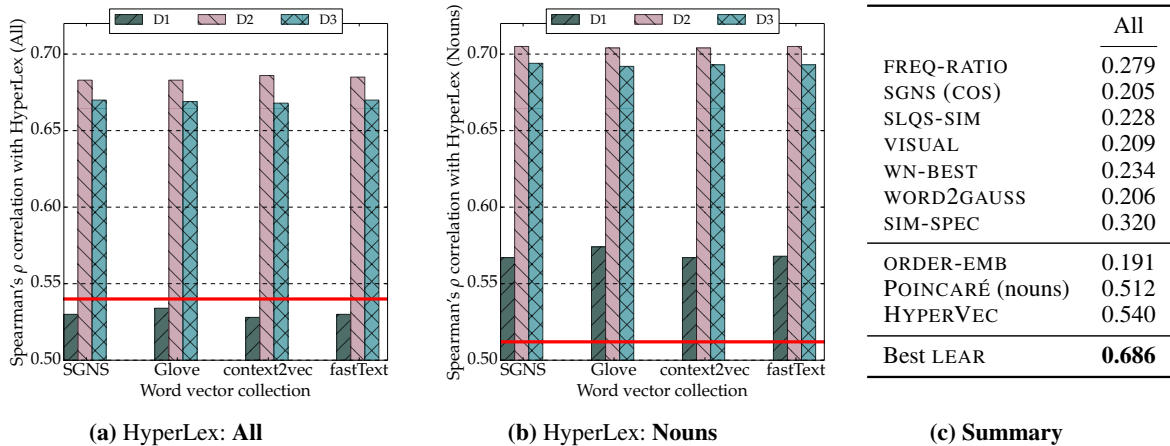 D1 D2 D3
Spearman's ρ correlation with HyperLex (All)
0.70
0.65
0.60
0.55
0.50
SGNS Glove context2vec fastText
Word vector collection
(a) HyperLex: All
D1 D2 D3
Spearman's ρ correlation with HyperLex (Nouns)
0.70
0.65
0.60
0.55
0.50
SGNS Glove context2vec fastText
Word vector collection
(b) HyperLex: Nouns
All
FREQ-RATIO 0.279
SGNS (COS) 0.205
SLQS-SIM 0.228
VISUAL 0.209
WN-BEST 0.234
WORD2GAUSS 0.206
SIM-SPEC 0.320
ORDER-EMB 0.191
POINCARÉ (nouns) 0.512
HYPERVEC 0.540
Best LEAR 0.686
(c) Summary